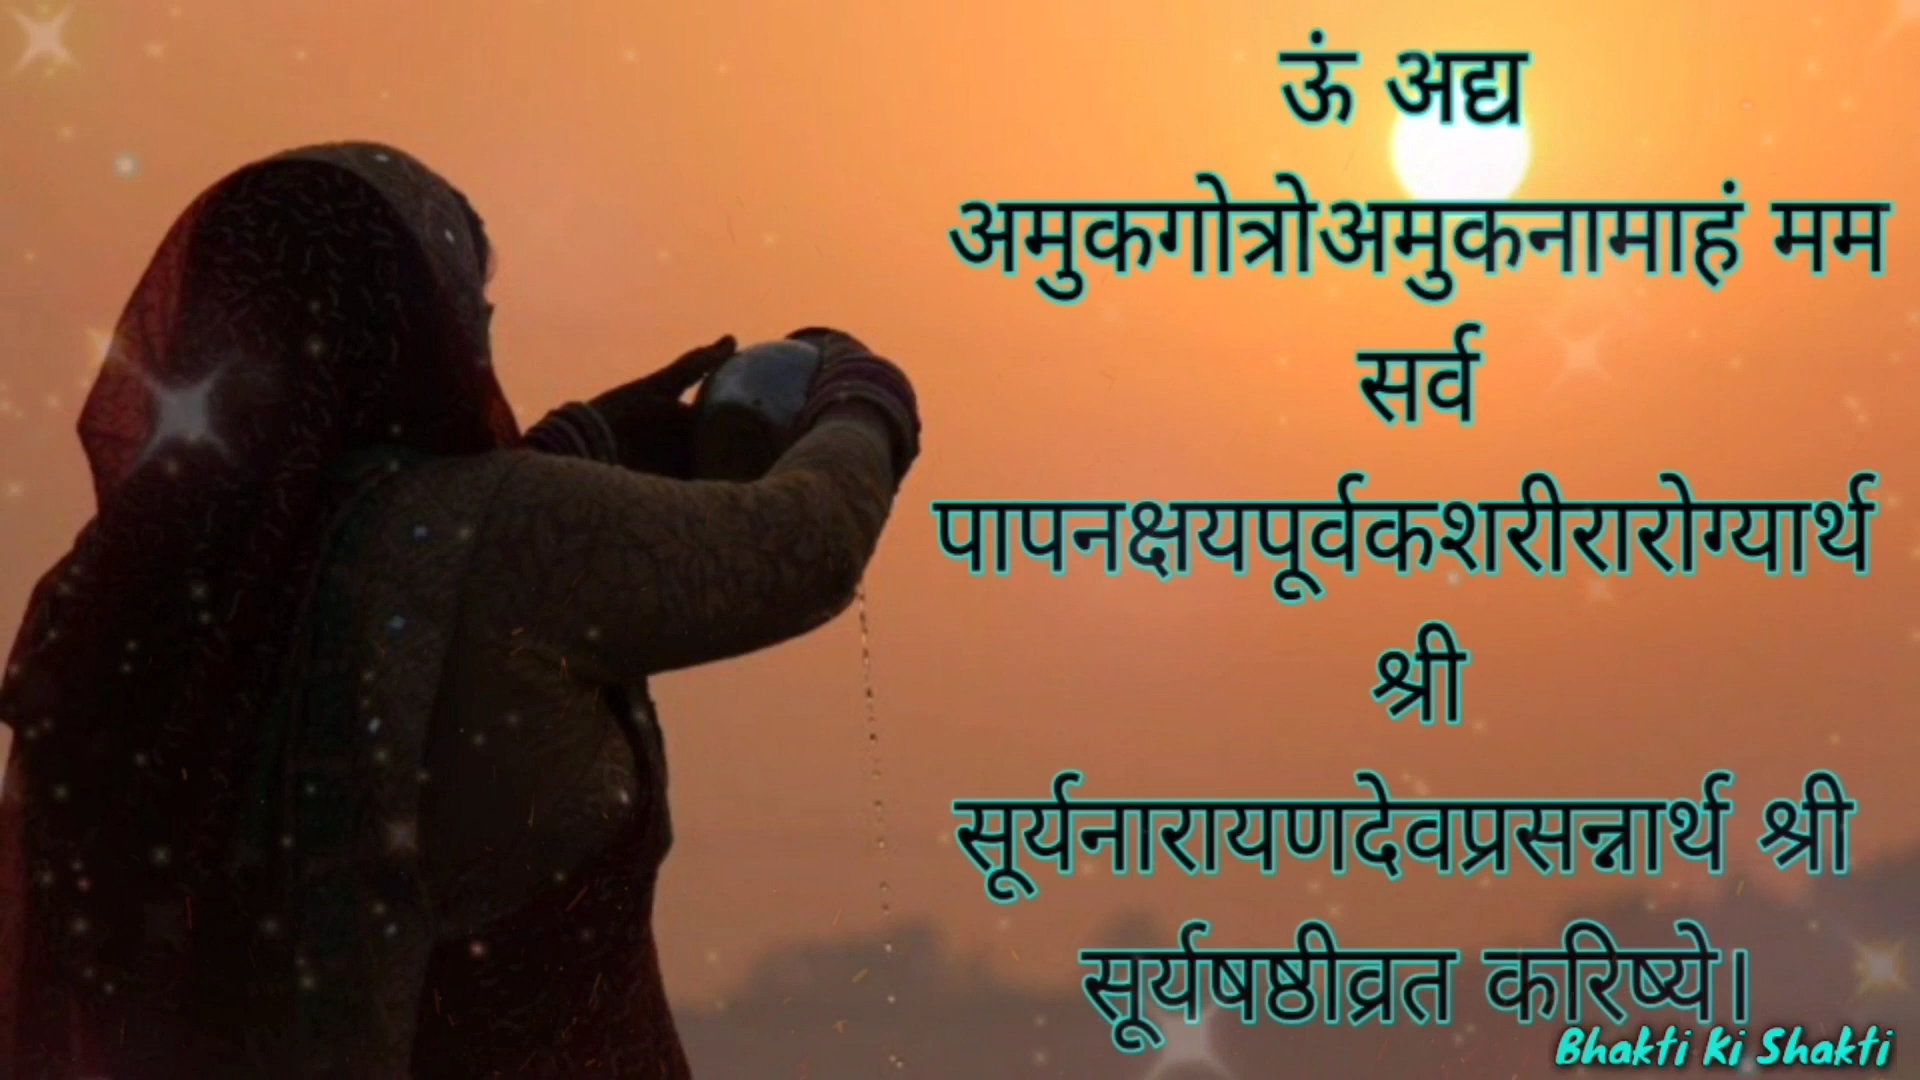 ऊं अद्य
अमुकगोत्रोअमुकनामाहं मम
सर्व
पापनक्षयपूर्वकशरीरारोग्यार्थ
श्री
सूर्यनारायणदेवप्रसन्नार्थ श्री
सूर्यषष्ठीव्रत करिष्ये।
Bhakti Ki Shakti